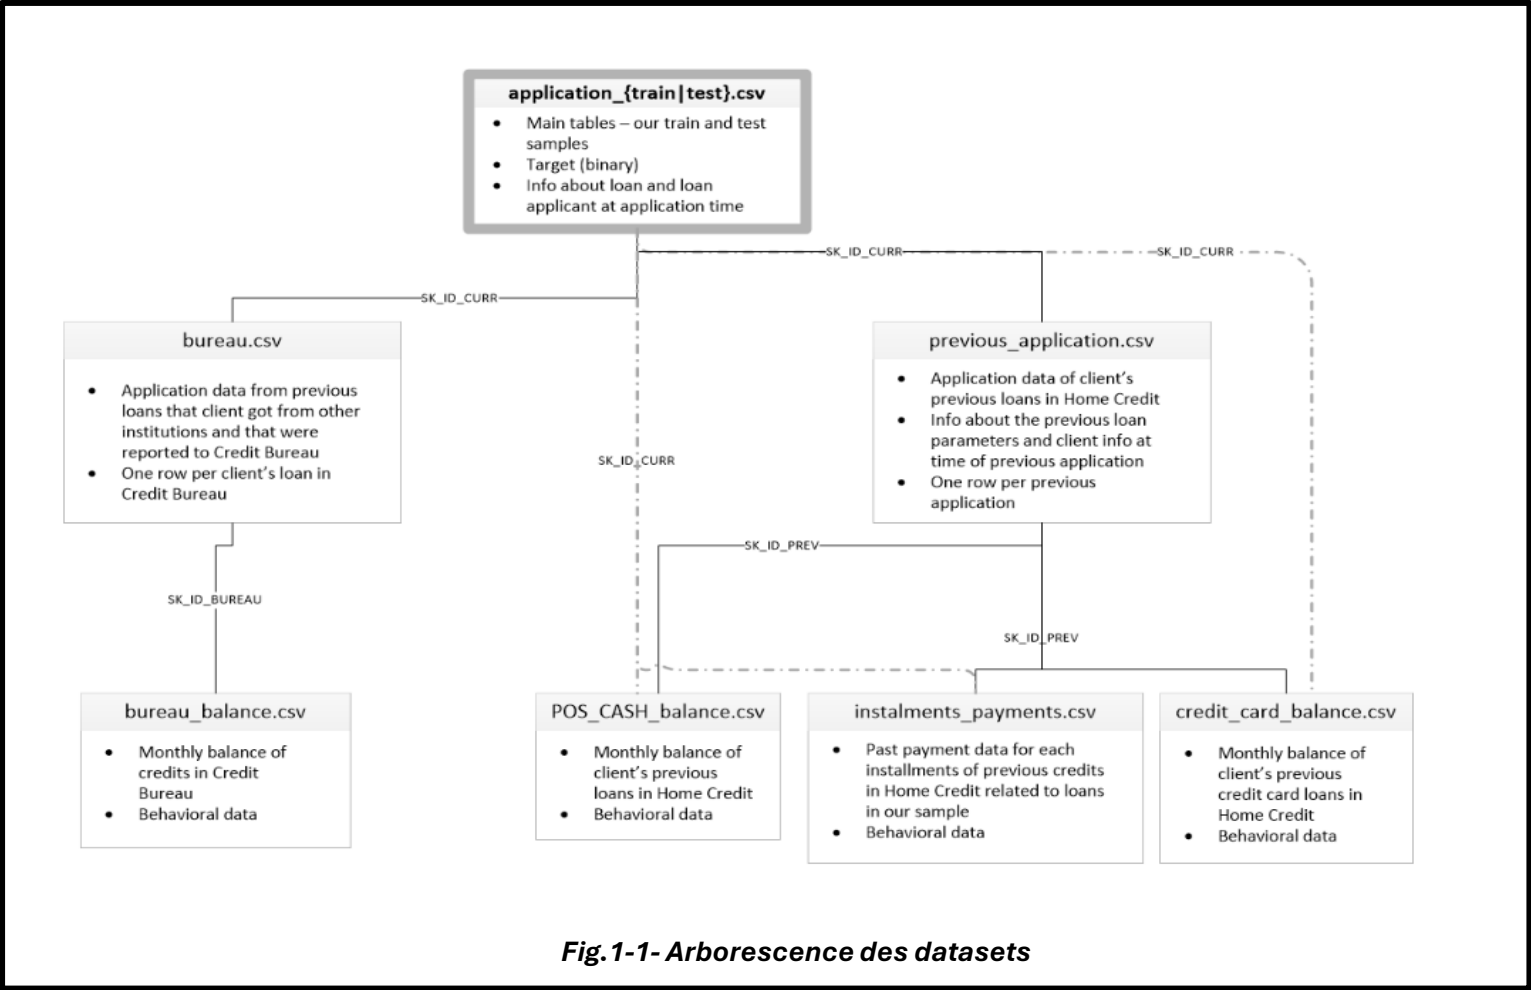 application_{train|test}.csv
• Main tables – our train and test
samples
• Target (binary)
• Info about loan and loan
applicant at application time
SK_ID_CURR
SK_ID_CURR
SK_ID_CURR
bureau.csv
• Application data from previous
loans that client got from other
institutions and that were
reported to Credit Bureau
• One row per client's loan in
Credit Bureau
previous_application.csv
• Application data of client's
previous loans in Home Credit
• Info about the previous loan
parameters and client info at
time of previous application
• One row per previous
application
SK_ID_CURR
SK_ID_PREV
SK_ID_BUREAU
SK_ID_PREV
bureau_balance.csv
• Monthly balance of
credits in Credit
Bureau
• Behavioral data
POS_CASH_balance.csv
• Monthly balance of
client's previous
loans in Home Credit
• Behavioral data
instalments_payments.csv
• Past payment data for each
installments of previous credits
in Home Credit related to loans
in our sample
• Behavioral data
credit_card_balance.csv
• Monthly balance of
client's previous
credit card loans in
Home Credit
• Behavioral data
Fig.1-1- Arborescence des datasets